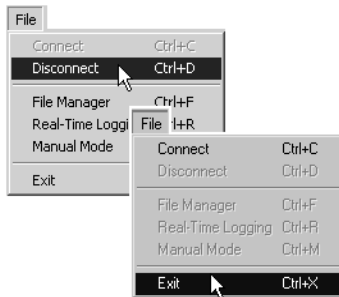 File
Connect Ctrl+C
Disconnect Ctrl+D
File Manager Ctrl+F
Real-Time Loggi l+R
Manual Mode
Exit
File
Connect Ctrl+C
Disconnect Ctrl+D
File Manager Ctrl+F
Real-Time Logging Ctrl+R
Manual Mode Ctrl+M
Exit Ctrl+X